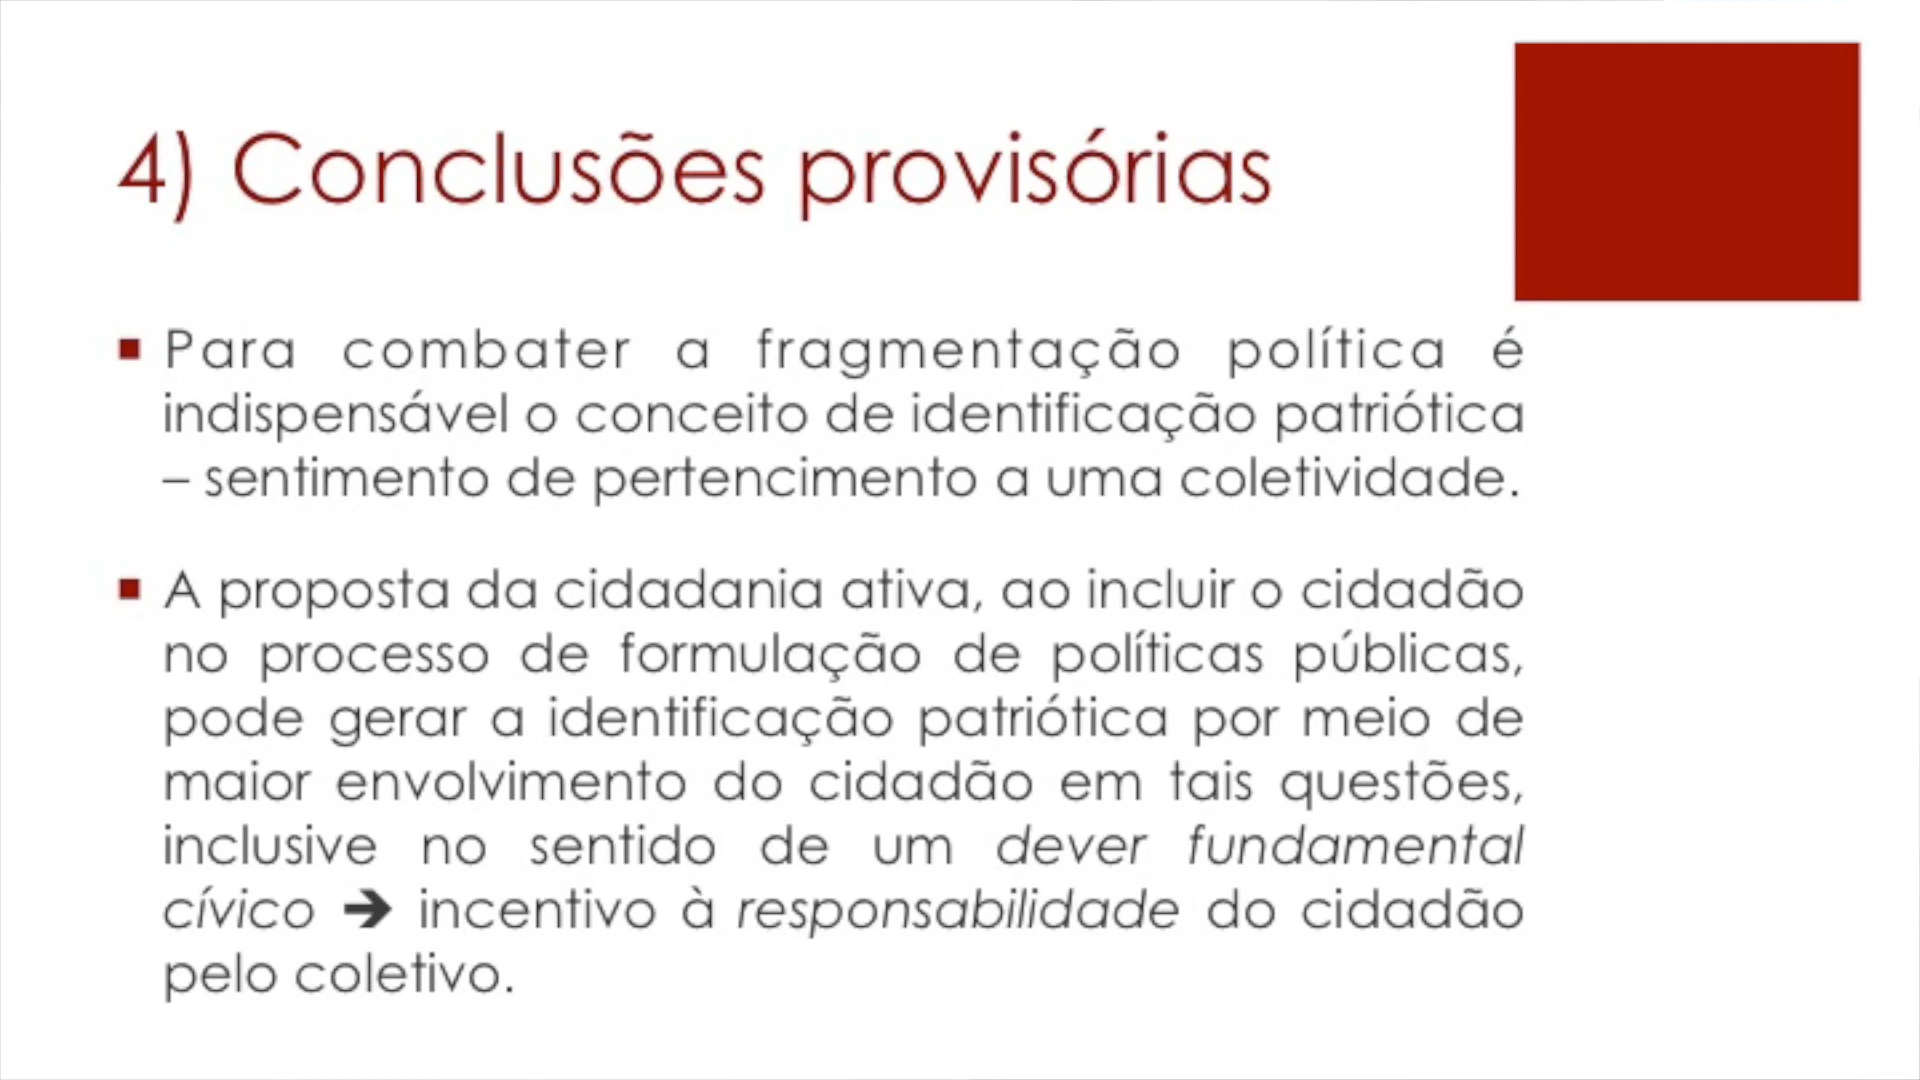 4) Conclusões provisórias
▪ Para combater a fragmentação política é
indispensável o conceito de identificação patriótica
– sentimento de pertencimento a uma coletividade.
▪ A proposta da cidadania ativa, ao incluir o cidadão
no processo de formulação de políticas públicas,
pode gerar a identificação patriótica por meio de
maior envolvimento do cidadão em tais questões,
inclusive no sentido de um dever fundamental
cívico ➔ incentivo à responsabilidade do cidadão
pelo coletivo.